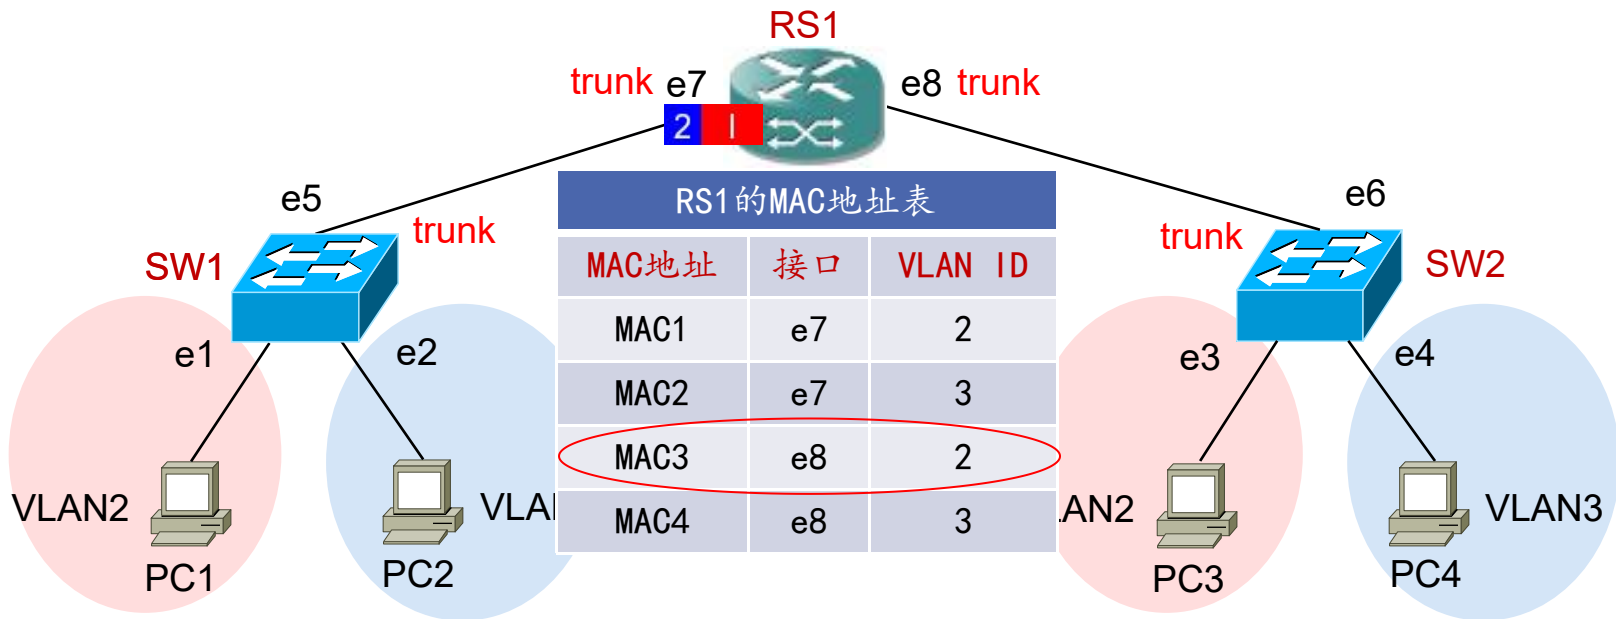 RS1
trunk
e7
e8
trunk
2
I
e5
trunk
SW1
e6
trunk
SW2
RS1的MAC地址表
MAC地址 接口 VLAN ID
MAC1 e7 2
MAC2 e7 3
MAC3 e8 2
MAC4 e8 3
e1
e2
e3
e4
VLAN2
VLA
LAN2
VLAN3
PC1
PC2
PC3
PC4